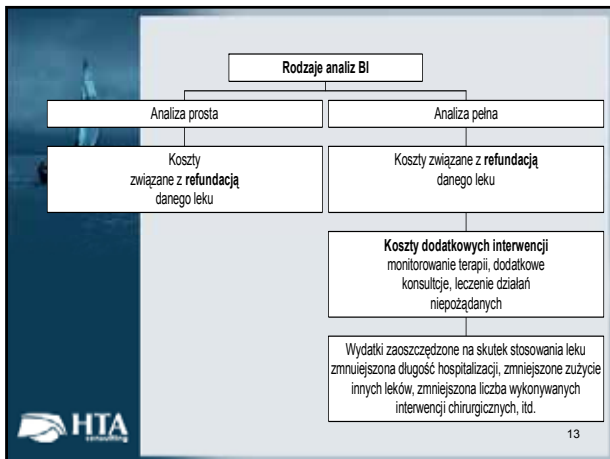 Rodzaje analiz BI
Analiza prosta
Analiza pełna
Koszty
związane z refundacją
danego leku
Koszty związane z refundacją
danego leku
Koszty dodatkowych interwencji
monitorowanie terapii, dodatkowe
konsultcje, leczenie działań
niepożądanych
Wydatki zaoszczędzone na skutek stosowania leku
zmnuiejszona długość hospitalizacji, zmniejszone zużycie
innych leków, zmniejszona liczba wykonywanych
interwencji chirurgicznych, itd.
HTA
consulting
13